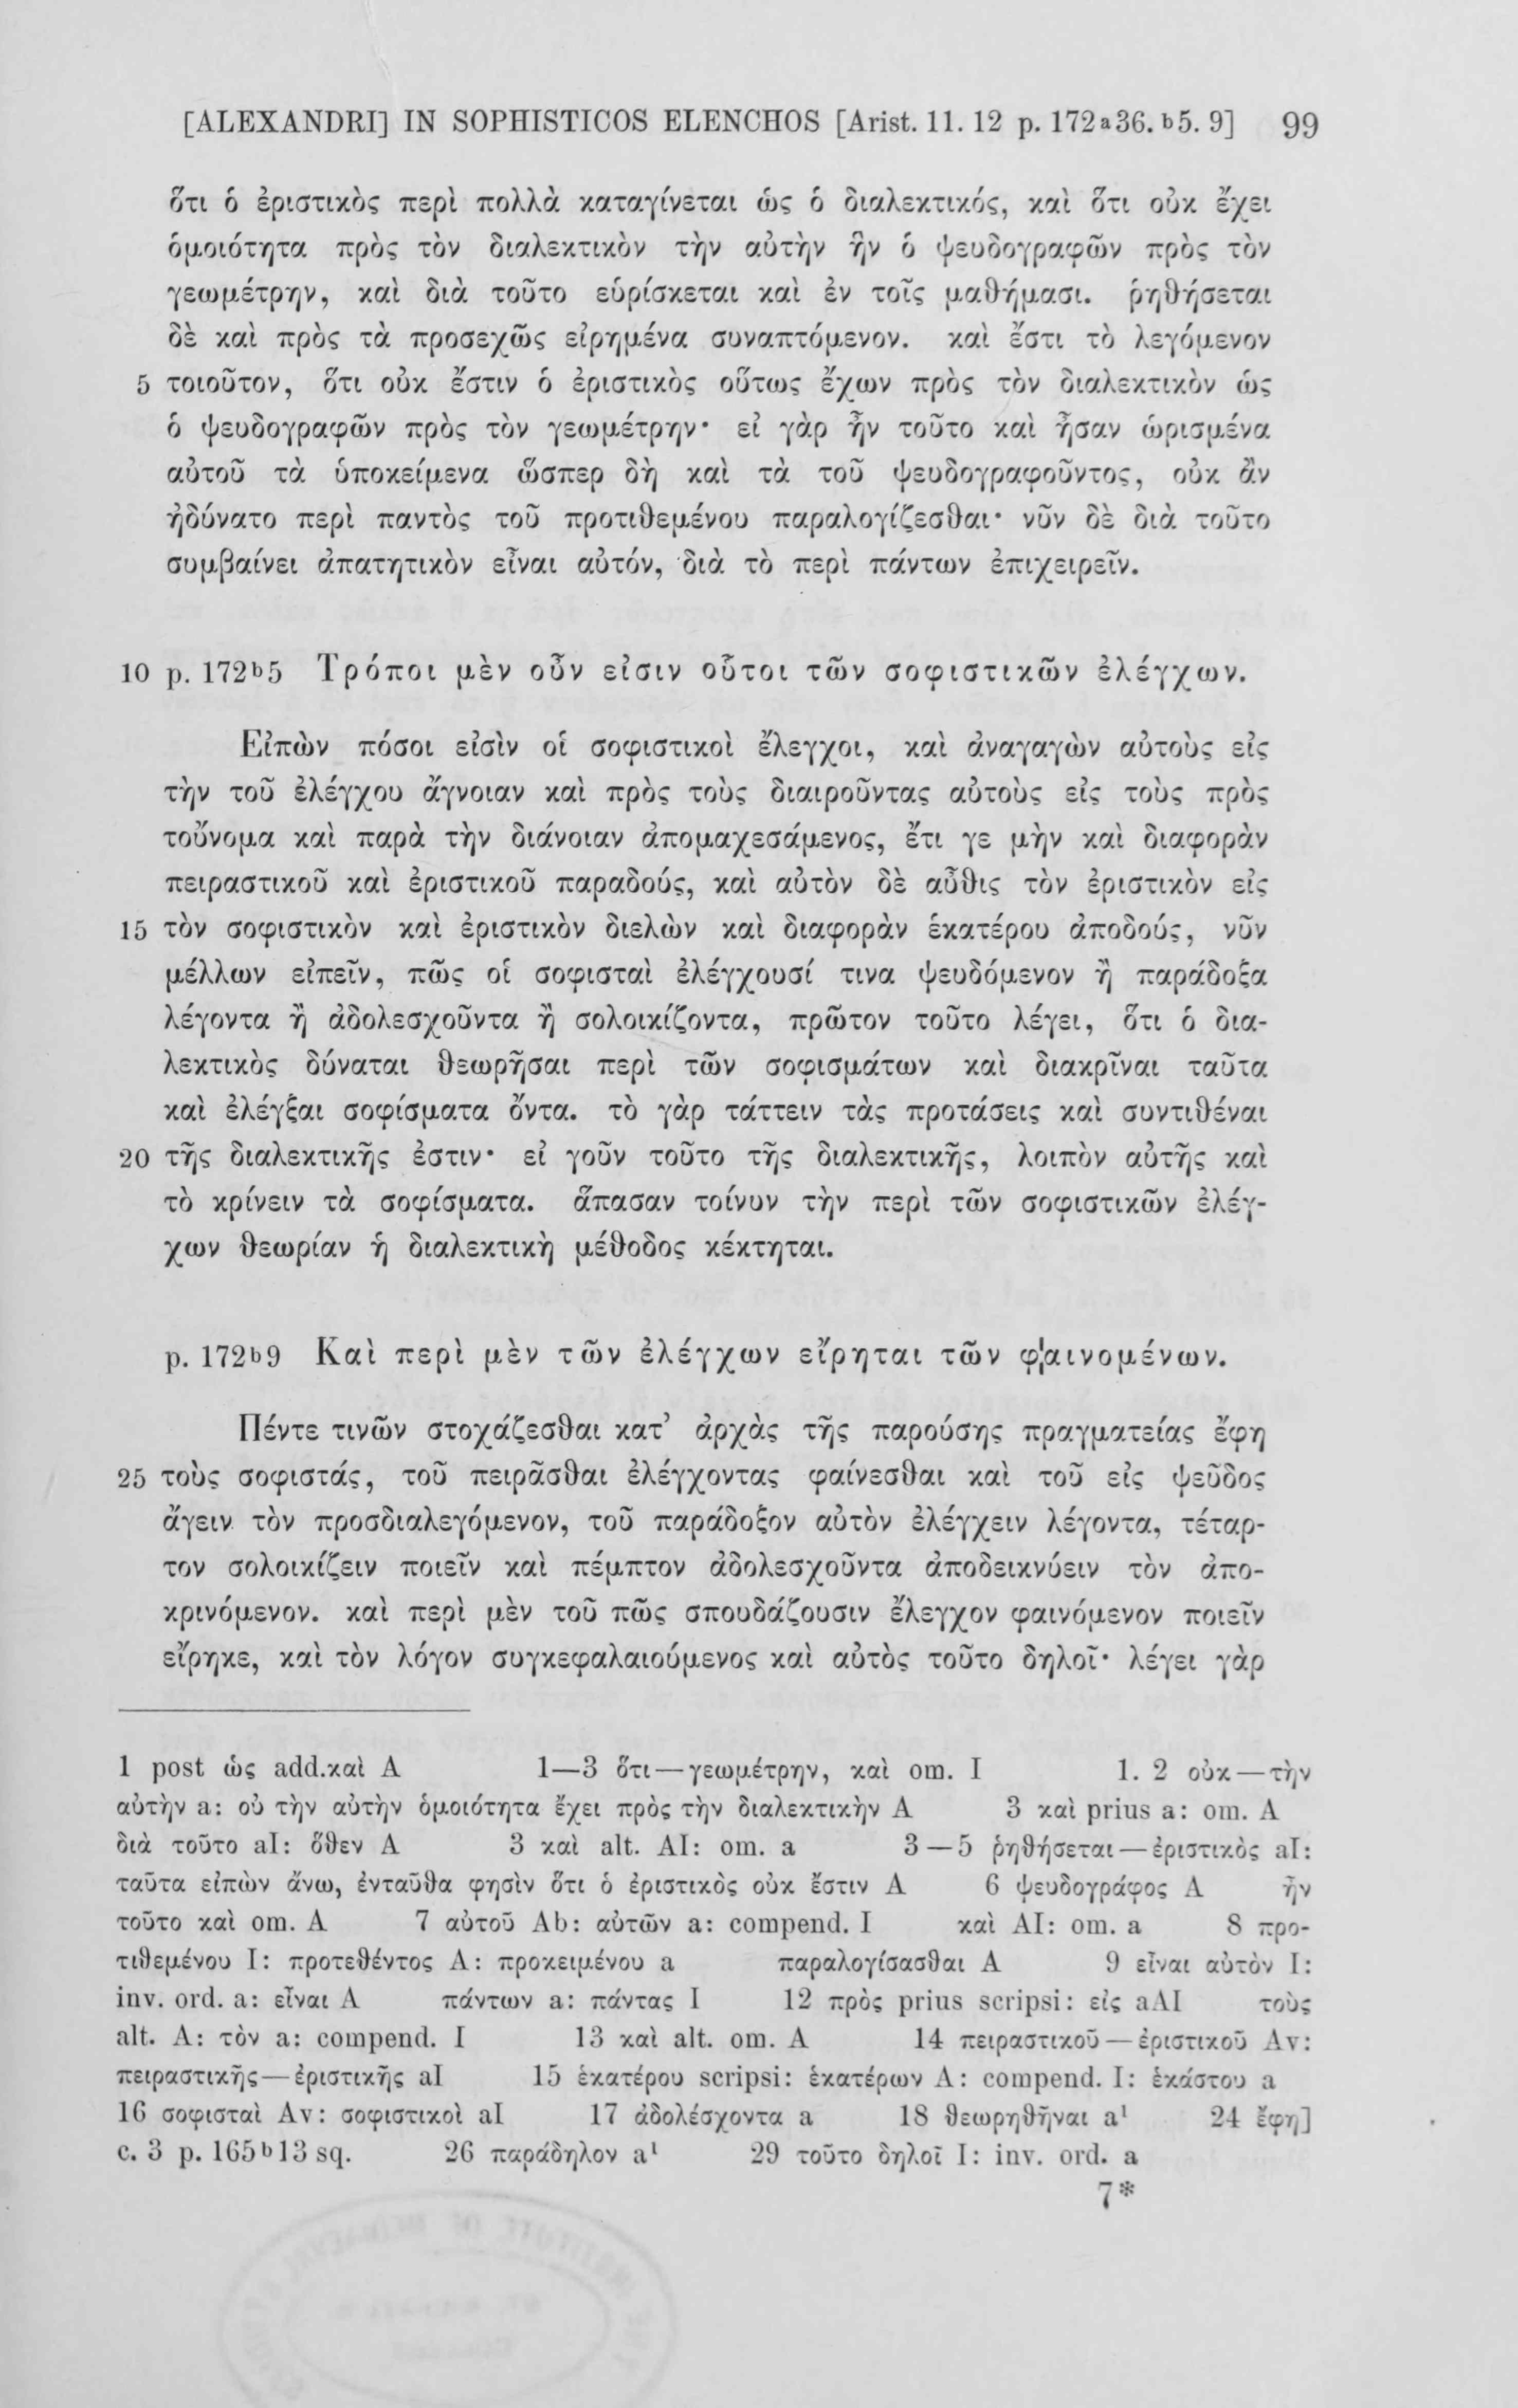 [ALEXANDRI] IN SOPHISTICOS ELENCHOS [Arist. 11. 12 p. 172a36. b5. 9] 99
ὅτι ὁ ἐριστικὸς περὶ πολλὰ καταγίνεται ὡς ὁ διαλεκτικός, καὶ ὅτι οὐκ ἔχει
ὁμοιότητα πρὸς τὸν διαλεκτικὸν τὴν αὐτὴν ἣν ὁ ψευδογραφῶν πρὸς τὸν
γεωμέτρην, καὶ διὰ τοῦτο εὑρίσκεται καὶ ἐν τοῖς μαθήμασι. ῥηθήσεται
δὲ καὶ πρὸς τὰ προσεχῶς εἰρημένα συναπτόμενον. καὶ ἔστι τὸ λεγόμενον
5 τοιοῦτον, ὅτι οὐκ ἔστιν ὁ ἐριστικὸς οὕτως ἔχων πρὸς τὸν διαλεκτικὸν ὡς
ὁ ψευδογραφῶν πρὸς τὸν γεωμέτρην· εἰ γὰρ ἦν τοῦτο καὶ ἦσαν ὡρισμένα
αὐτοῦ τὰ ὑποκείμενα ὥσπερ δὴ καὶ τὰ τοῦ ψευδογραφοῦντος, οὐκ ἂν
ἠδύνατο περὶ παντὸς τοῦ προτιθεμένου παραλογίζεσθαι· νῦν δὲ διὰ τοῦτο
συμβαίνει ἀπατητικὸν εἶναι αὐτόν, διὰ τὸ περὶ πάντων ἐπιχειρεῖν.
10 p. 172b5 Τρόποι μὲν οὖν εἰσιν οὗτοι τῶν σοφιστικῶν ἐλέγχων.
Εἰπὼν πόσοι εἰσὶν οἱ σοφιστικοὶ ἔλεγχοι, καὶ ἀναγαγὼν αὐτοὺς εἰς
τὴν τοῦ ἐλέγχου ἄγνοιαν καὶ πρὸς τοὺς διαιροῦντας αὐτοὺς εἰς τοὺς πρὸς
τοὔνομα καὶ παρὰ τὴν διάνοιαν ἀπομαχεσάμενος, ἔτι γε μὴν καὶ διαφορὰν
πειραστικοῦ καὶ ἐριστικοῦ παραδούς, καὶ αὐτὸν δὲ αὖθις τὸν ἐριστικὸν εἰς
15 τὸν σοφιστικὸν καὶ ἐριστικὸν διελὼν καὶ διαφορὰν ἑκατέρου ἀποδούς, νῦν
μέλλων εἰπεῖν, πῶς οἱ σοφισταὶ ἐλέγχουσί τινα ψευδόμενον ἢ παράδοξα
λέγοντα ἢ ἀδολεσχοῦντα ἢ σολοικίζοντα, πρῶτον τοῦτο λέγει, ὅτι ὁ δια-
λεκτικὸς δύναται θεωρῆσαι περὶ τῶν σοφισμάτων καὶ διακρῖναι ταῦτα
καὶ ἐλέγξαι σοφίσματα ὄντα. τὸ γὰρ τάττειν τὰς προτάσεις καὶ συντιθέναι
20 τῆς διαλεκτικῆς ἐστιν· εἰ γοῦν τοῦτο τῆς διαλεκτικῆς, λοιπὸν αὐτῆς καὶ
τὸ κρίνειν τὰ σοφίσματα. ἅπασαν τοίνυν τὴν περὶ τῶν σοφιστικῶν ἐλέγ-
χων θεωρίαν ἡ διαλεκτικὴ μέθοδος κέκτηται.
p. 172b9 Καὶ περὶ μὲν τῶν ἐλέγχων εἴρηται τῶν φαινομένων.
Πέντε τινῶν στοχάζεσθαι κατ’ ἀρχὰς τῆς παρούσης πραγματείας ἔφη
25 τοὺς σοφιστάς, τοῦ πειρᾶσθαι ἐλέγχοντας φαίνεσθαι καὶ τοῦ εἰς ψεῦδος
ἄγειν τὸν προσδιαλεγόμενον, τοῦ παράδοξον αὐτὸν ἐλέγχειν λέγοντα, τέταρ-
τον σολοικίζειν ποιεῖν καὶ πέμπτον ἀδολεσχοῦντα ἀποδεικνύειν τὸν ἀπο-
κρινόμενον. καὶ περὶ μὲν τοῦ πῶς σπουδάζουσιν ἔλεγχον φαινόμενον ποιεῖν
εἴρηκε, καὶ τὸν λόγον συγκεφαλαιούμενος καὶ αὐτὸς τοῦτο δηλοῖ· λέγει γὰρ
1 post ὡς add.καὶ A 1—3 ὅτι—γεωμέτρην, καὶ om. I 1. 2 οὐκ—τὴν
αὐτὴν a: οὐ τὴν αὐτὴν ὁμοιότητα ἔχει πρὸς τὴν διαλεκτικὴν A 3 καὶ prius a: om. A
διὰ τοῦτο aI: ὅθεν A 3 καὶ alt. AI: om. a 3—5 ῥηθήσεται—ἐριστικὸς aI:
ταῦτα εἰπὼν ἄνω, ἐνταῦθα φησὶν ὅτι ὁ ἐριστικὸς οὐκ ἔστιν A 6 ψευδογράφος A ἦν
τοῦτο καὶ om. A 7 αὐτοῦ Ab: αὐτῶν a: compend. I καὶ AI: om. a 8 προ-
τιθεμένου I: προτεθέντος A: προκειμένου a παραλογίσασθαι A 9 εἶναι αὐτὸν I:
inv. ord. a: εἶναι A πάντων a: πάντας I 12 πρὸς prius scripsi: εἰς aAI τοὺς
alt. A: τὸν a: compend. I 13 καὶ alt. om. A 14 πειραστικοῦ—ἐριστικοῦ Av:
πειραστικῆς—ἐριστικῆς aI 15 ἑκατέρου scripsi: ἑκατέρων A: compend. I: ἑκάστου a
16 σοφισταὶ Av: σοφιστικοὶ aI 17 ἀδολέσχοντα a 18 θεωρηθῆναι a¹ 24 ἔφη]
c. 3 p. 165b13 sq. 26 παράδηλον a¹ 29 τοῦτο δηλοῖ I: inv. ord. a
7*